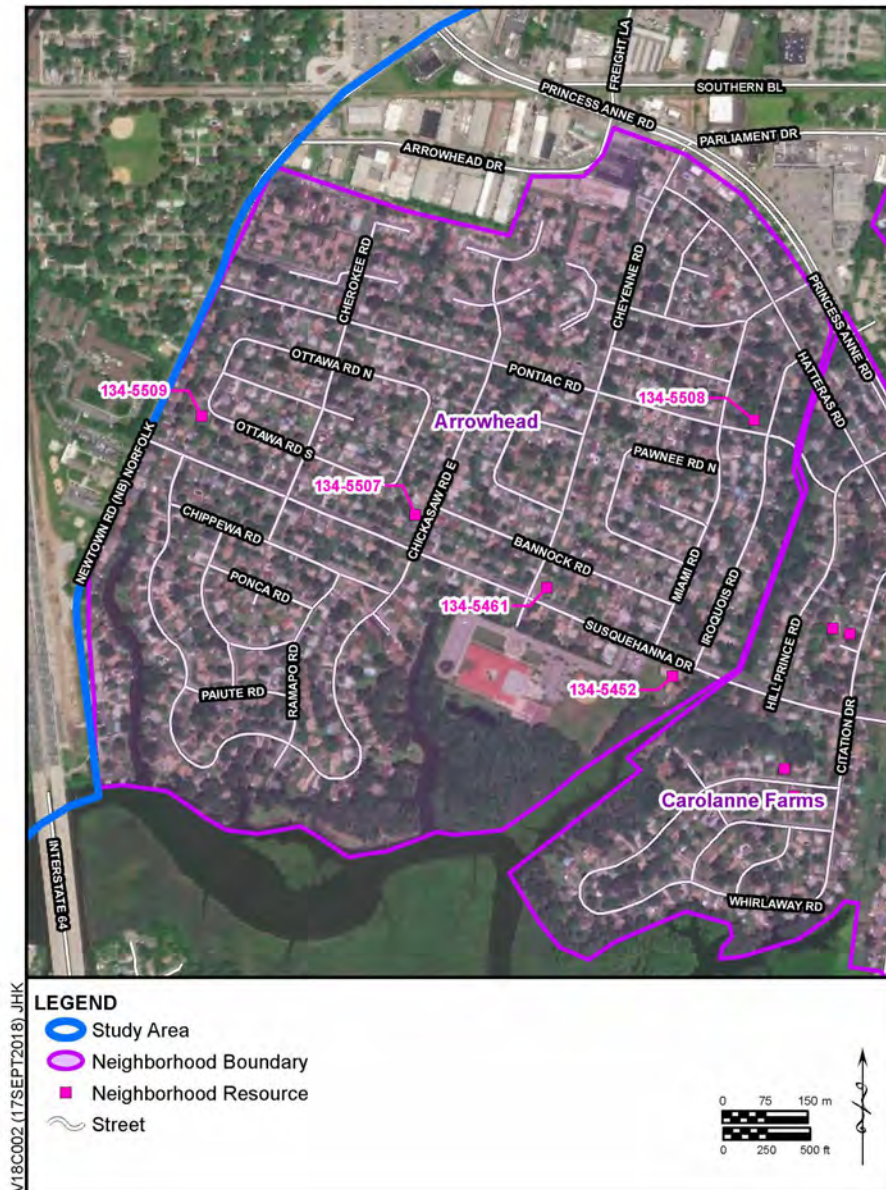 FREIGHT LA
PRINCESS ANNE RD
SOUTHERN BL
PARLIAMENT DR
ARROWHEAD DR
CHEROKEE RD
CHEYENNE RD
PRINCESS ANNE RD
HATTERAS RD
OTTAWA RD N
PONTIAC RD
134-5509
134-5508
Arrowhead
NEWTOWN RD (NB) NORFOLK
OTTAWA RD S
PAWNEE RD N
134-5507
CHICKASAW RD E
CHIPPEWA RD
BANNOCK RD
MIAMI RD
IROQUOIS RD
PONCA RD
134-5461
SUSQUEHANNA DR
HILL PRINCE RD
RAMAPO RD
PAIUTE RD
134-5452
CITATION DR
Carolanne Farms
INTERSTATE 64
WHIRLAWAY RD
V18C002 (17SEPT2018) JHK
LEGEND
Study Area
Neighborhood Boundary
Neighborhood Resource
Street
0 75 150 m
0 250 500 ft